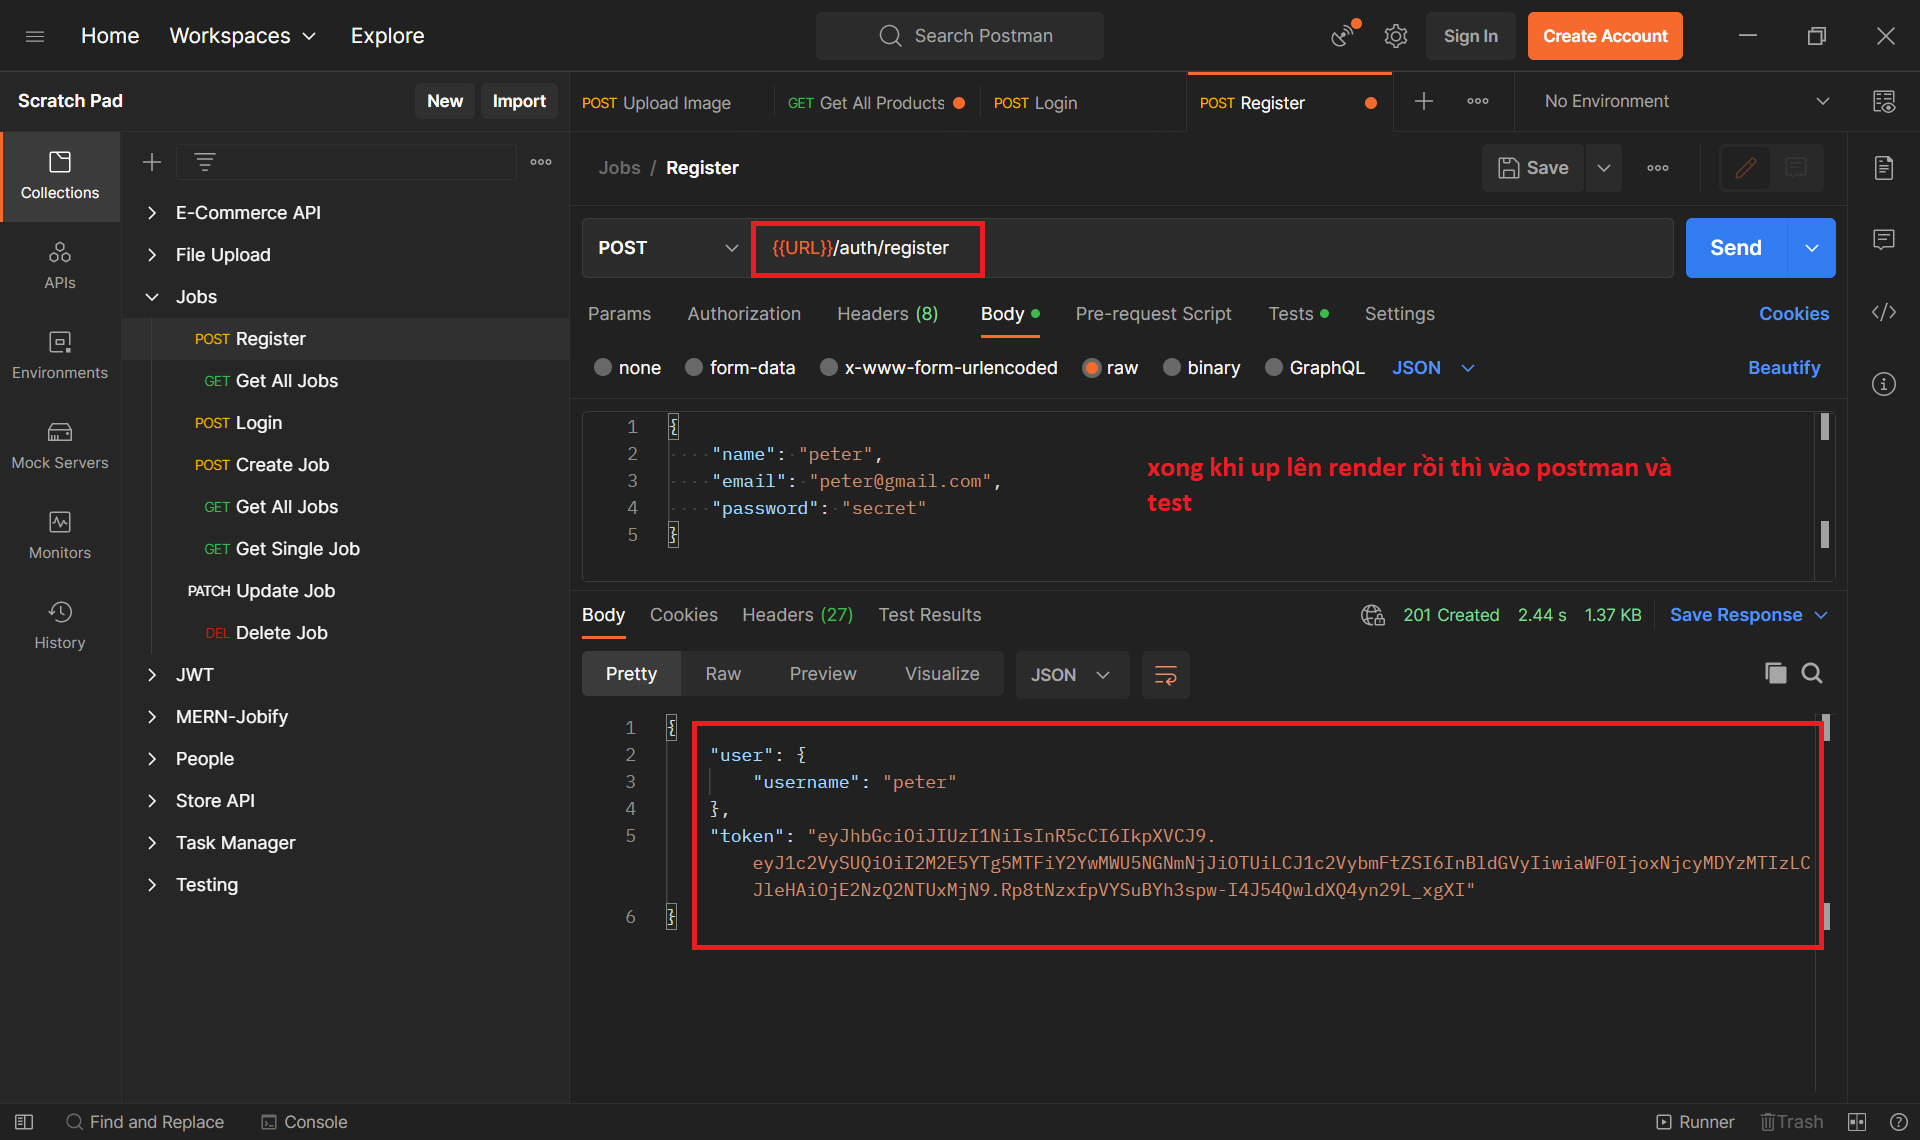 Home
Workspaces
Explore
Search Postman
Sign In
Create Account
Scratch Pad
New
Import
POST Upload Image
GET Get All Products
POST Login
POST Register
No Environment
Collections
APIs
Environments
Mock Servers
Monitors
History
E-Commerce API
File Upload
Jobs
POST Register
GET Get All Jobs
POST Login
POST Create Job
GET Get All Jobs
GET Get Single Job
PATCH Update Job
DEL Delete Job
JWT
MERN-Jobify
People
Store API
Task Manager
Testing
Jobs / Register
Save
POST
{{URL}}/auth/register
Send
Params
Authorization
Headers (8)
Body
Pre-request Script
Tests
Settings
Cookies
none
form-data
x-www-form-urlencoded
raw
binary
GraphQL
JSON
Beautify
1 {
2 "name": "peter",
3 "email": "peter@gmail.com",
4 "password": "secret"
5 }
xong khi up lên render rồi thì vào postman và
test
Body
Cookies
Headers (27)
Test Results
201 Created
2.44 s
1.37 KB
Save Response
Pretty
Raw
Preview
Visualize
JSON
1 {
2 "user": {
3 "username": "peter"
4 },
5 "token": "eyJhbGciOiJIUzI1NiIsInR5cCI6IkpXVCJ9.
eyJ1c2VySUQiOiI2M2E5YTg5MTFiY2YwMWU5NGNmNjJiOTUiLCJ1c2VybmFtZSI6InBldGVyIiwiaWF0IjoxNjcyMDYzMTIzLC
JleHAiOjE2NzQ2NTUxMjN9.Rp8tNzxfpVYSuBYh3spw-I4J54QwldXQ4yn29L_xgXI"
6 }
Find and Replace
Console
Runner
Trash